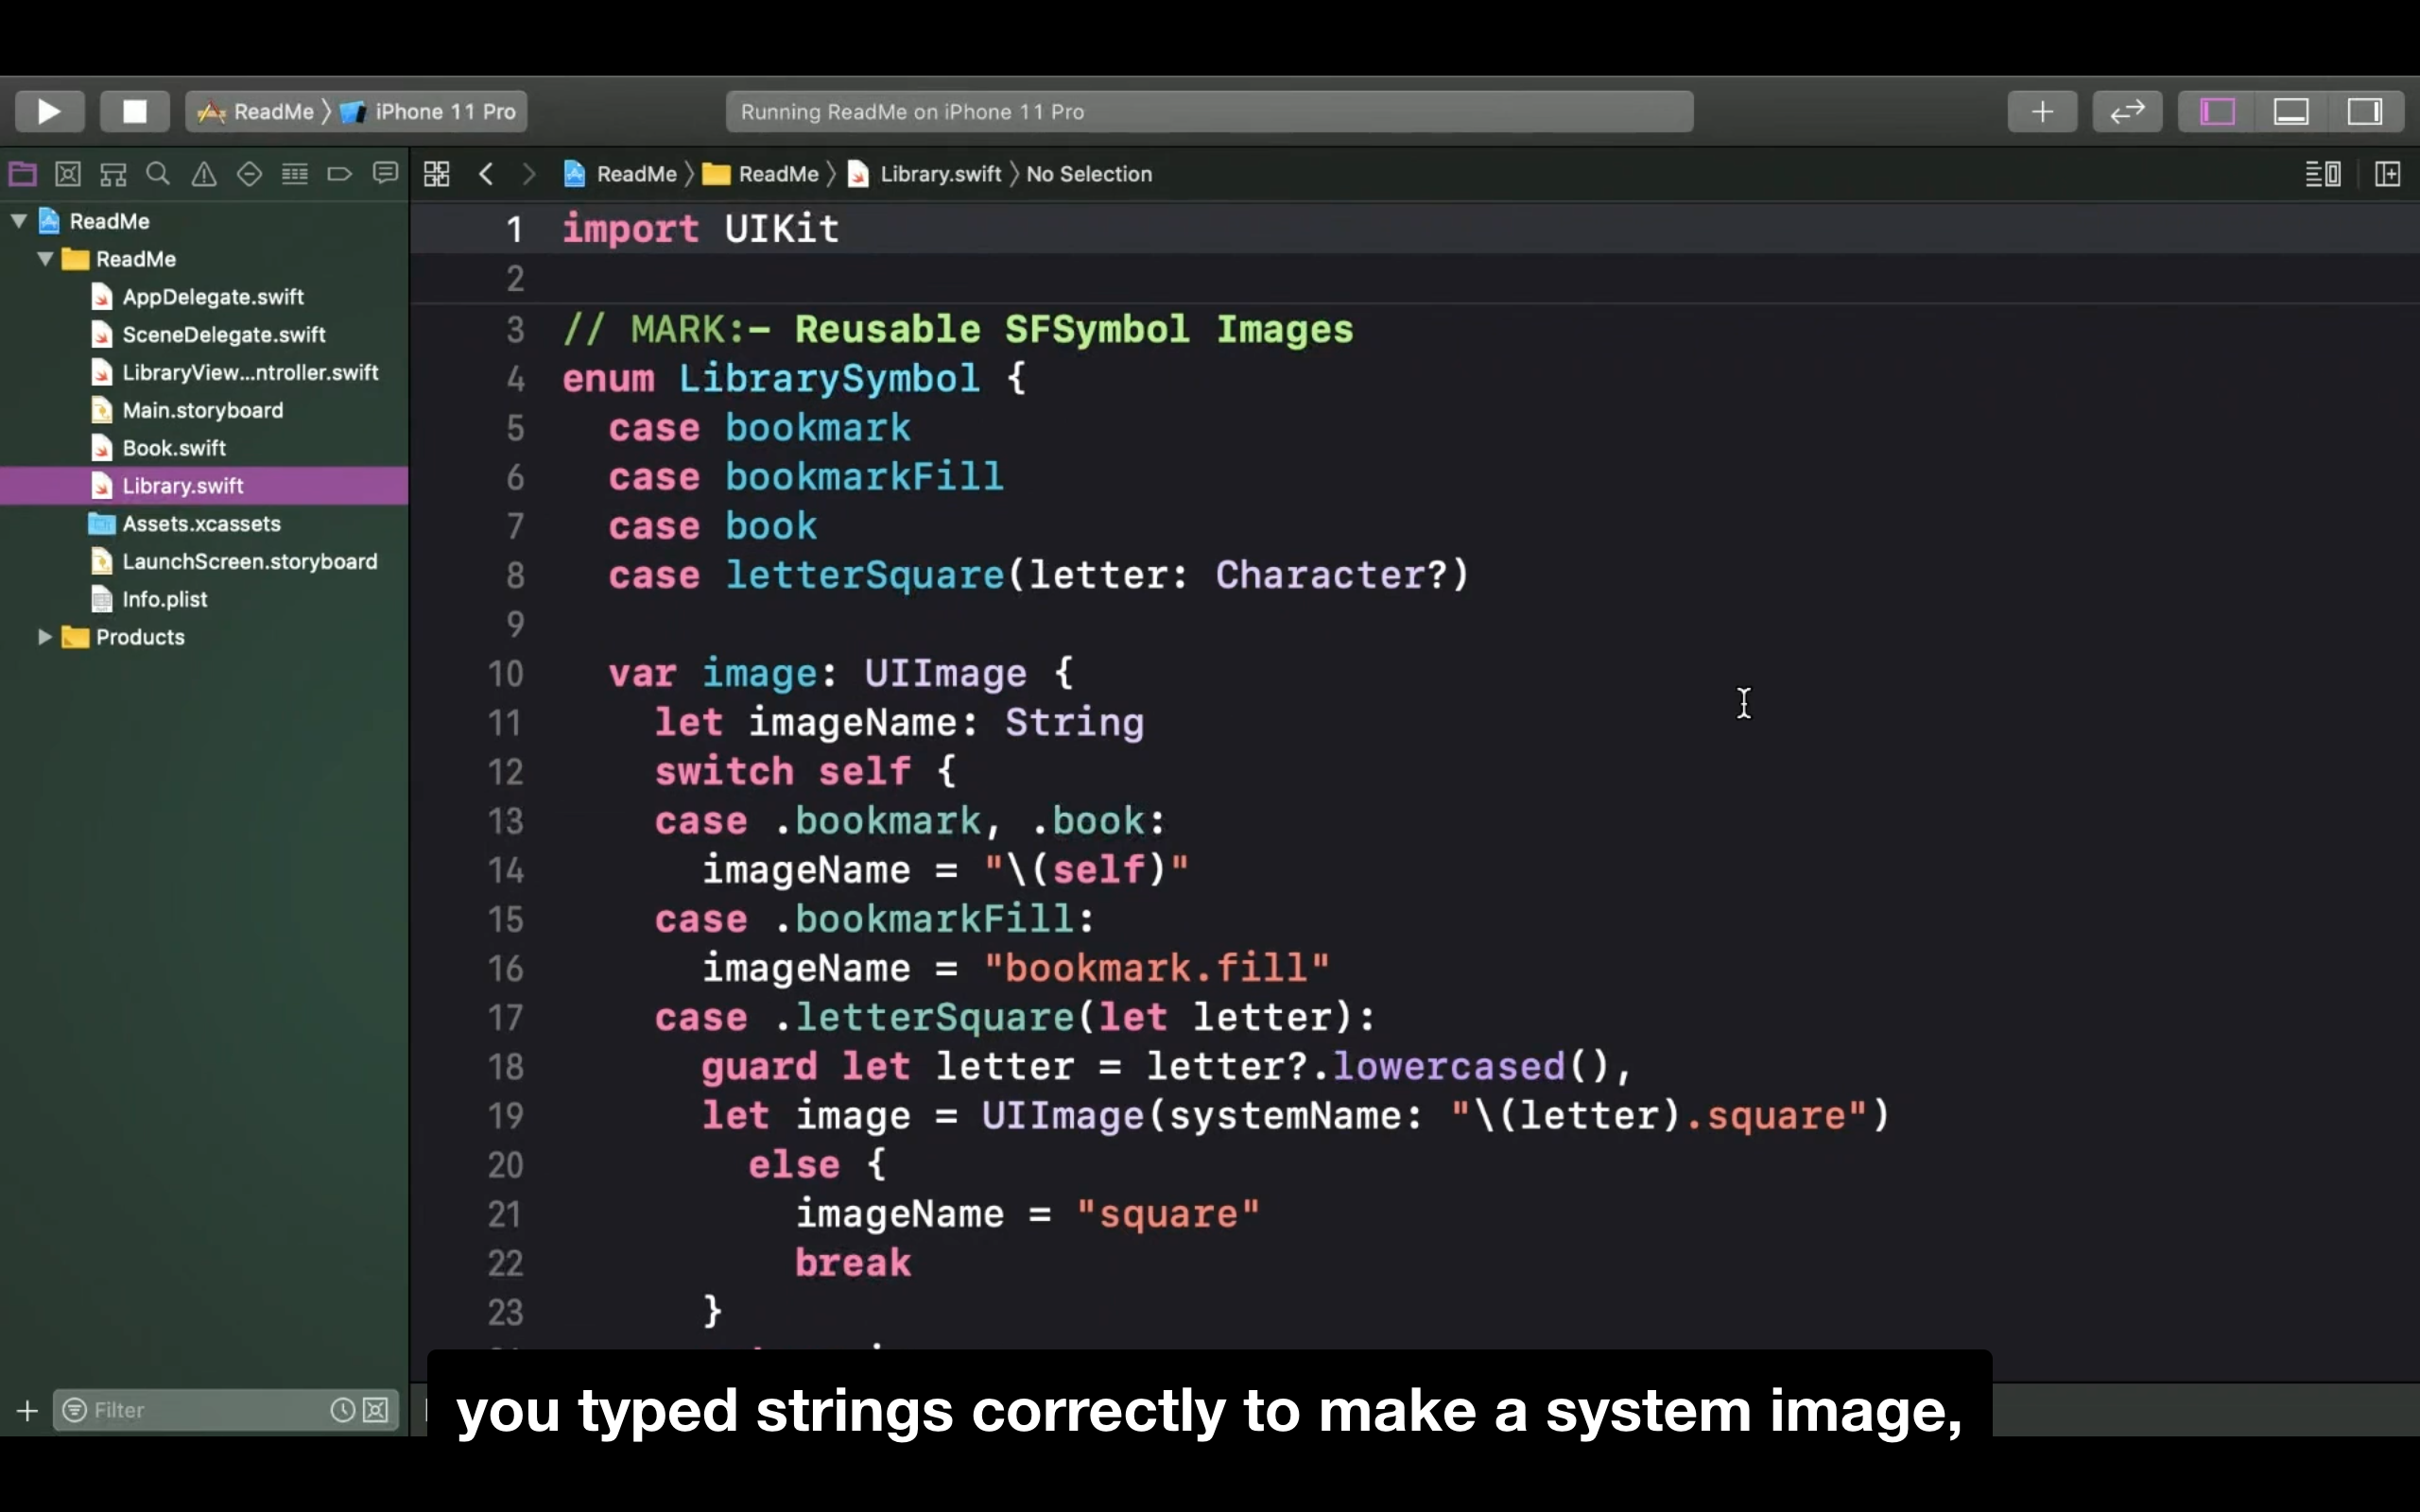 ReadMe 〉 iPhone 11 Pro
Running ReadMe on iPhone 11 Pro
ReadMe 〉 ReadMe 〉 Library.swift 〉 No Selection
ReadMe
ReadMe
AppDelegate.swift
SceneDelegate.swift
LibraryView...ntroller.swift
Main.storyboard
Book.swift
Library.swift
Assets.xcassets
LaunchScreen.storyboard
Info.plist
Products
Filter
1 import UIKit
2
3 // MARK:- Reusable SFSymbol Images
4 enum LibrarySymbol {
5 case bookmark
6 case bookmarkFill
7 case book
8 case letterSquare(letter: Character?)
9
10 var image: UIImage {
11 let imageName: String
12 switch self {
13 case .bookmark, .book:
14 imageName = "\(self)"
15 case .bookmarkFill:
16 imageName = "bookmark.fill"
17 case .letterSquare(let letter):
18 guard let letter = letter?.lowercased(),
19 let image = UIImage(systemName: "\(letter).square")
20 else {
21 imageName = "square"
22 break
23 }
you typed strings correctly to make a system image,